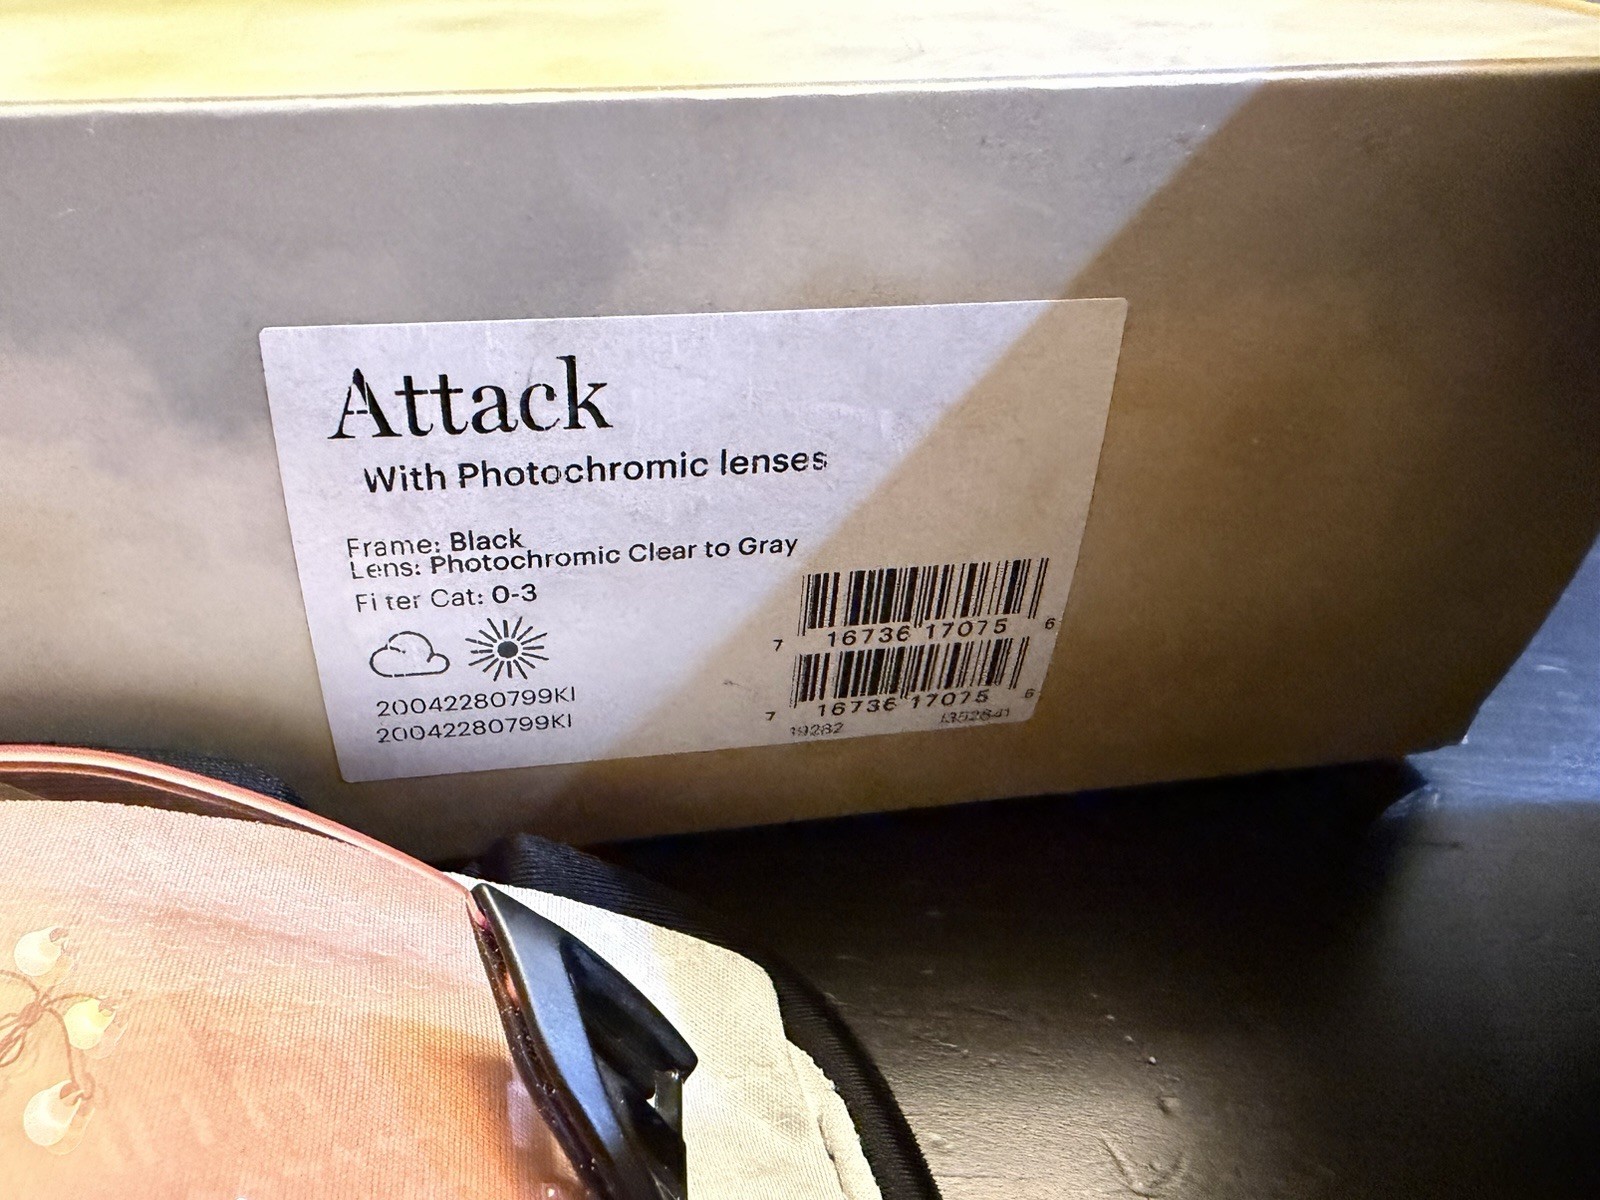 Attack
With Photochromic lenses
Frame: Black
Lens: Photochromic Clear to Gray
Filter Cat: 0-3
20042280799KI
20042280799KI
7 16736 17075 6
7 16736 17075 6
19282